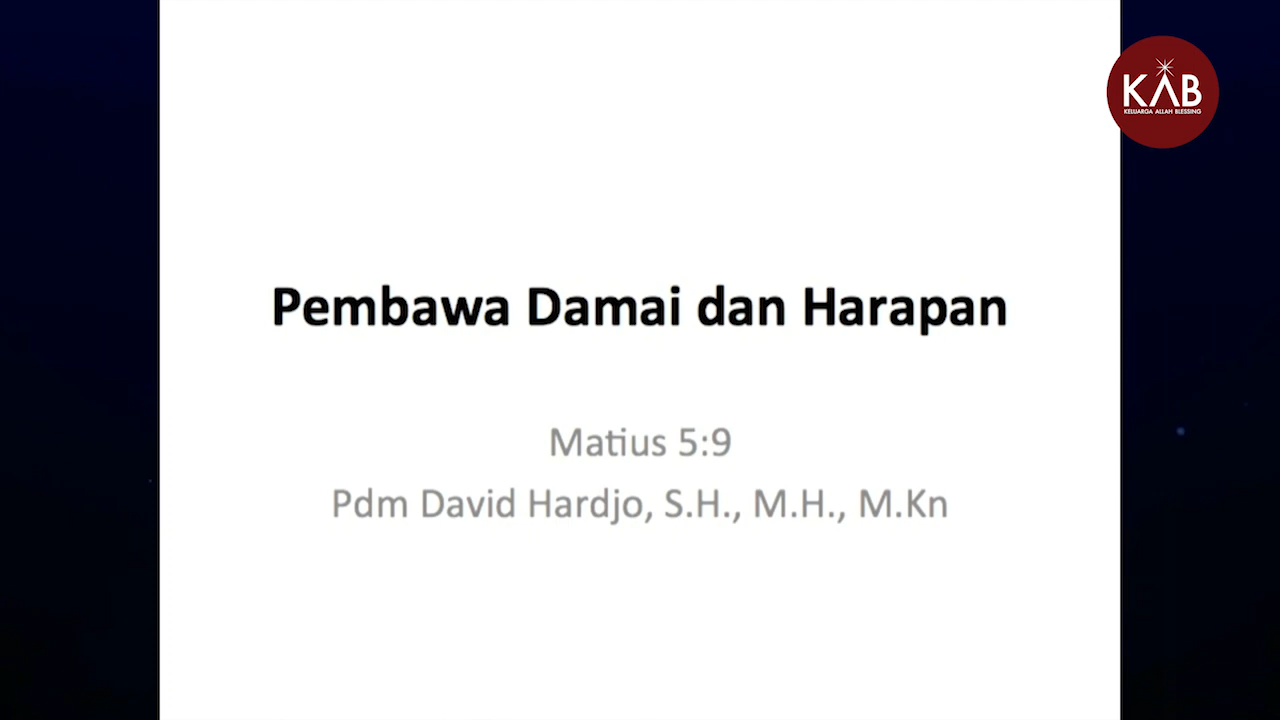 KAB
KELUARGA ALLAH BLESSING
Pembawa Damai dan Harapan
Matius 5:9
Pdm David Hardjo, S.H., M.H., M.Kn